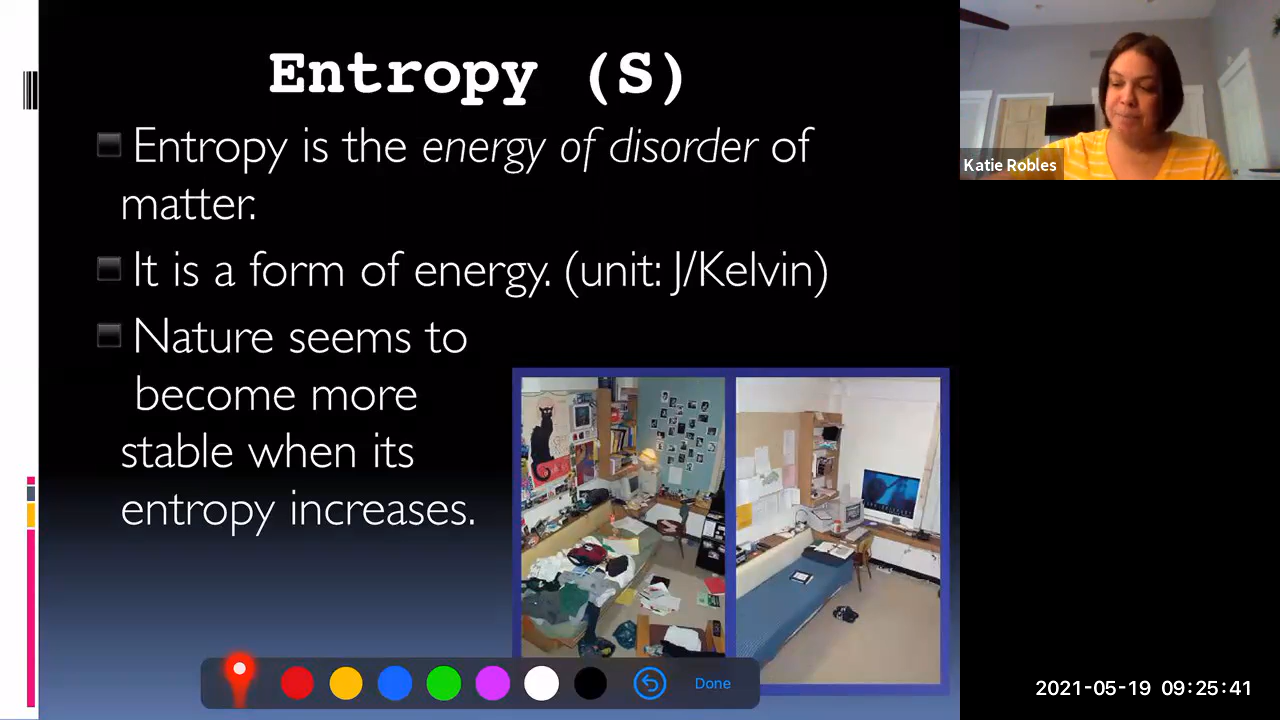 Entropy (S)
Entropy is the energy of disorder of
matter.
It is a form of energy. (unit: J/Kelvin)
Nature seems to
become more
stable when its
entropy increases.
Katie Robles
Done
2021-05-19 09:25:41